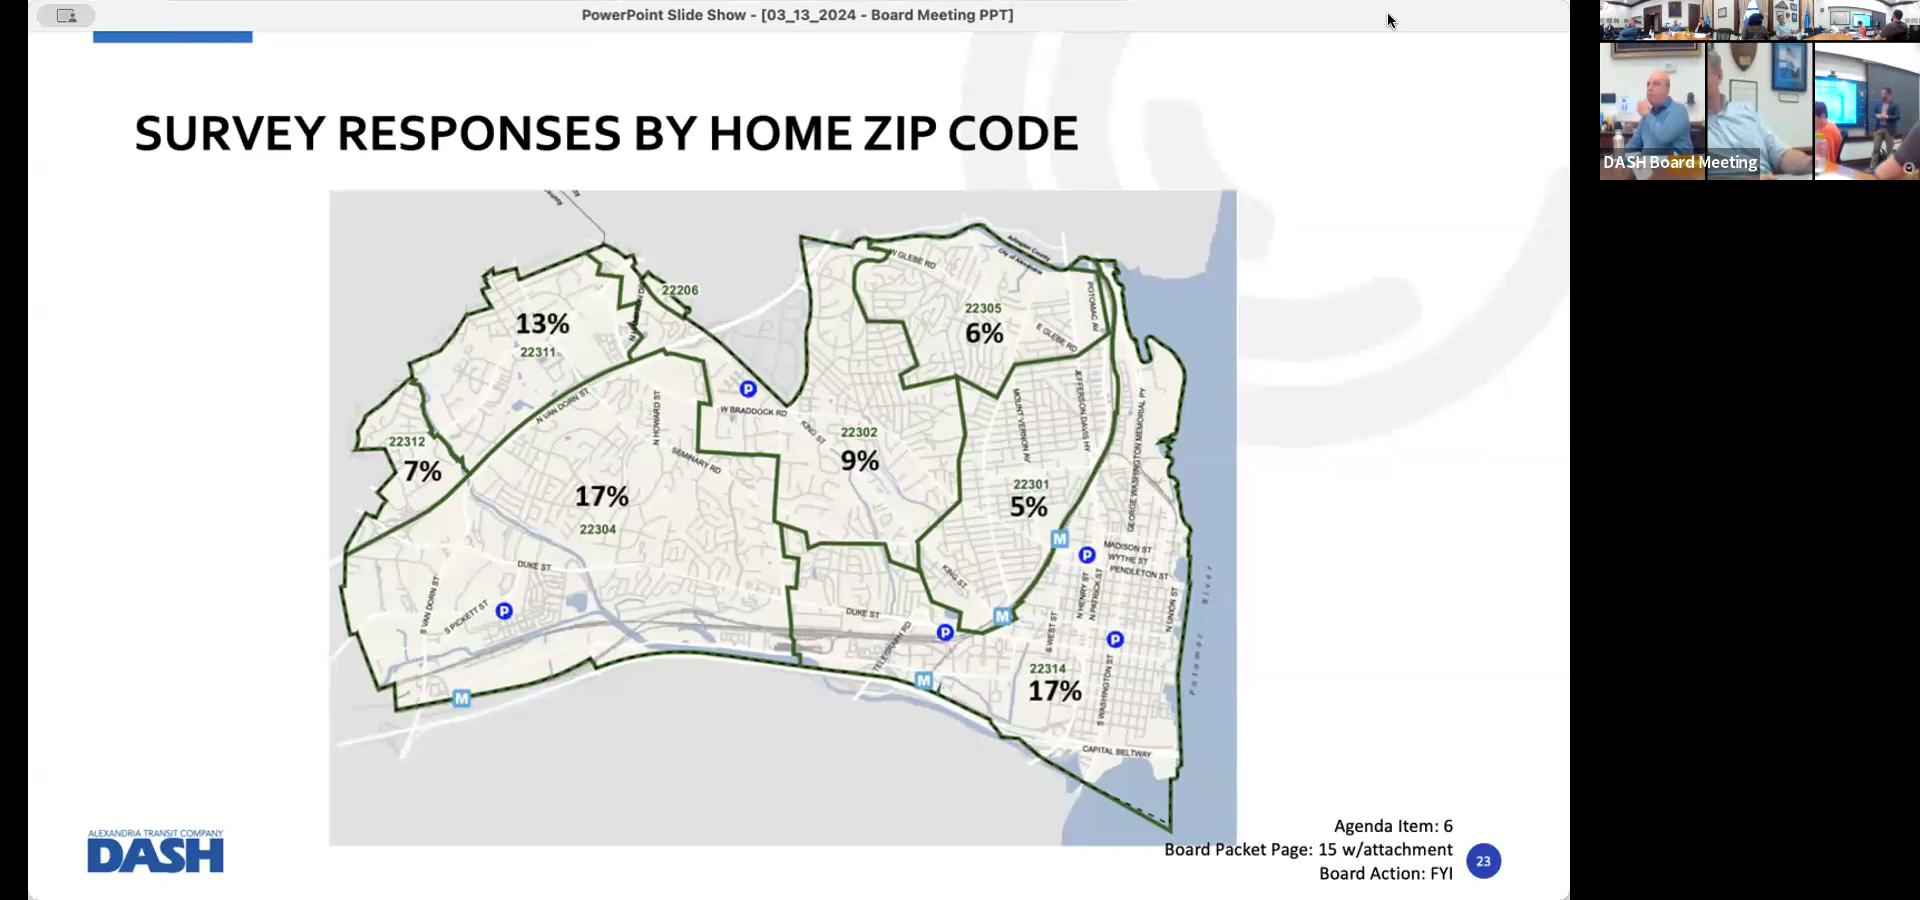 PowerPoint Slide Show - [03_13_2024 - Board Meeting PPT]
SURVEY RESPONSES BY HOME ZIP CODE
DASH Board Meeting
Arlington County
City of Alexandria
W GLEBE RD
22206
22305
6%
POTOMAC AV
E GLEBE RD
13%
22311
N VAN DORN ST
N HOWARD ST
W BRADDOCK RD
KING ST
22302
9%
MOUNT VERNON AV
JEFFERSON DAVIS HY
GEORGE WASHINGTON MEMORIAL PY
22312
7%
SEMINARY RD
17%
22304
22301
5%
M
P
MADISON ST
WYTHE ST
PENDLETON ST
DUKE ST
KING ST
N HENRY ST
N PATRICK ST
N UNION ST
Potomac River
S VAN DORN ST
S PICKETT ST
P
DUKE ST
TELEGRAPH RD
P
M
S WEST ST
P
P
22314
17%
S WASHINGTON ST
M
M
CAPITAL BELTWAY
ALEXANDRIA TRANSIT COMPANY
DASH
Agenda Item: 6
Board Packet Page: 15 w/attachment
Board Action: FYI
23